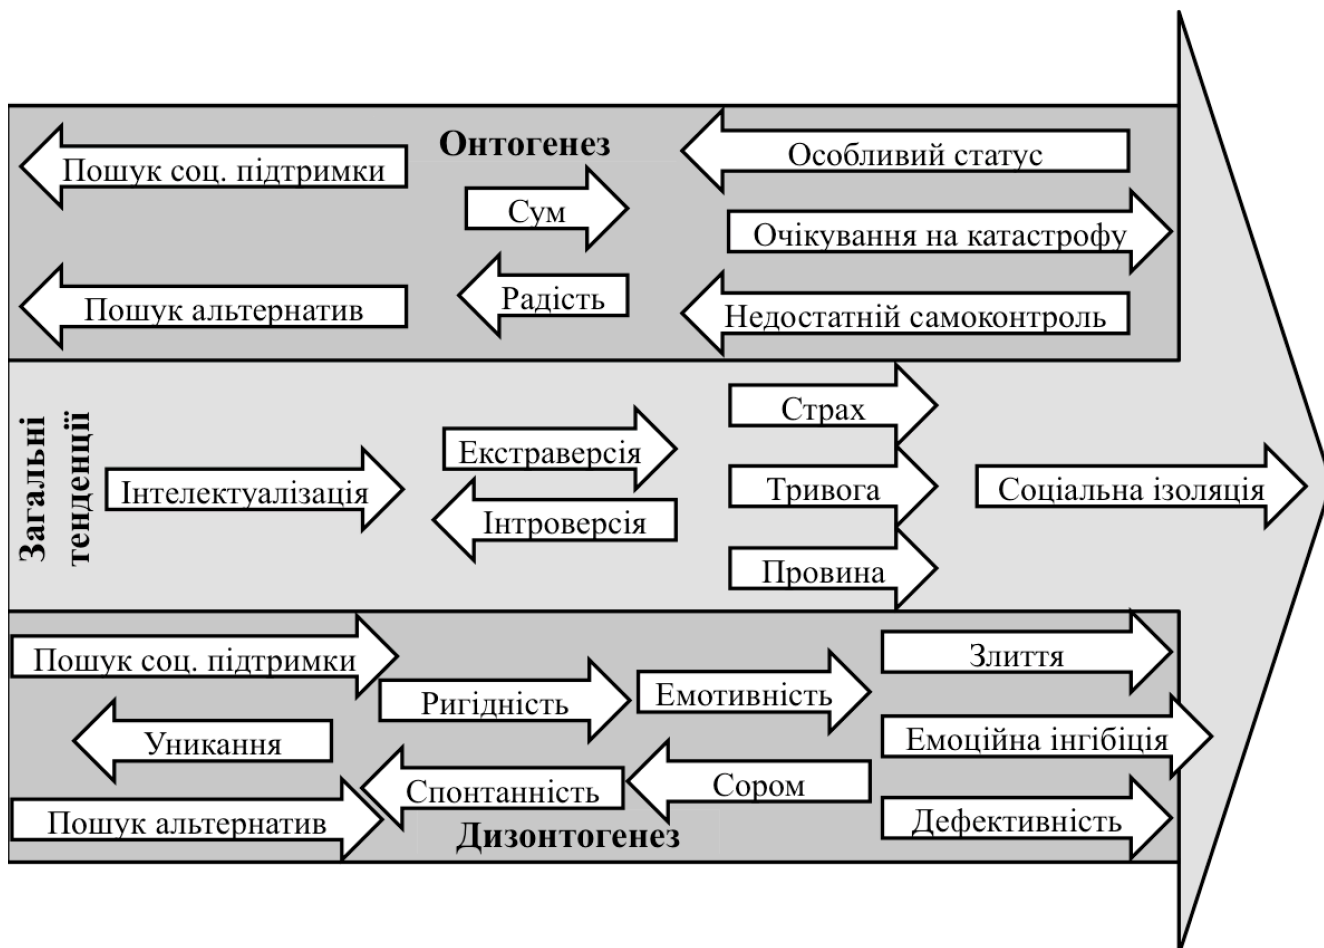 Онтогенез
Пошук соц. підтримки
Особливий статус
Сум
Очікування на катастрофу
Пошук альтернатив
Радість
Недостатній самоконтроль
Загальні
тенденції
Інтелектуалізація
Екстраверсія
Інтроверсія
Страх
Тривога
Провина
Соціальна ізоляція
Пошук соц. підтримки
Ригідність
Емотивність
Злиття
Уникання
Емоційна інгібіція
Спонтанність
Сором
Пошук альтернатив
Дефективність
Дизонтогенез